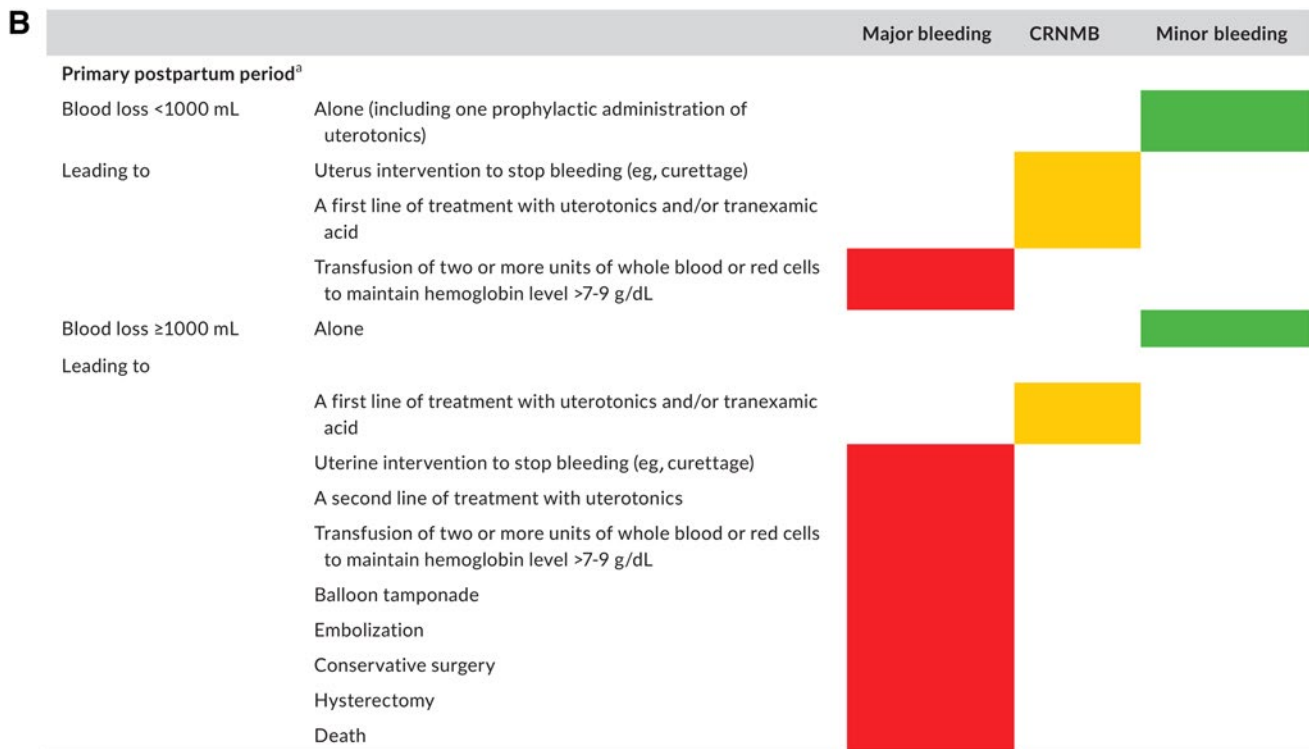 B
Major bleeding CRNMB Minor bleeding
Primary postpartum periodª
Blood loss <1000 mL Alone (including one prophylactic administration of
uterotonics)
Leading to Uterus intervention to stop bleeding (eg, curettage)
A first line of treatment with uterotonics and/or tranexamic
acid
Transfusion of two or more units of whole blood or red cells
to maintain hemoglobin level >7-9 g/dL
Blood loss ≥1000 mL Alone
Leading to
A first line of treatment with uterotonics and/or tranexamic
acid
Uterine intervention to stop bleeding (eg, curettage)
A second line of treatment with uterotonics
Transfusion of two or more units of whole blood or red cells
to maintain hemoglobin level >7-9 g/dL
Balloon tamponade
Embolization
Conservative surgery
Hysterectomy
Death